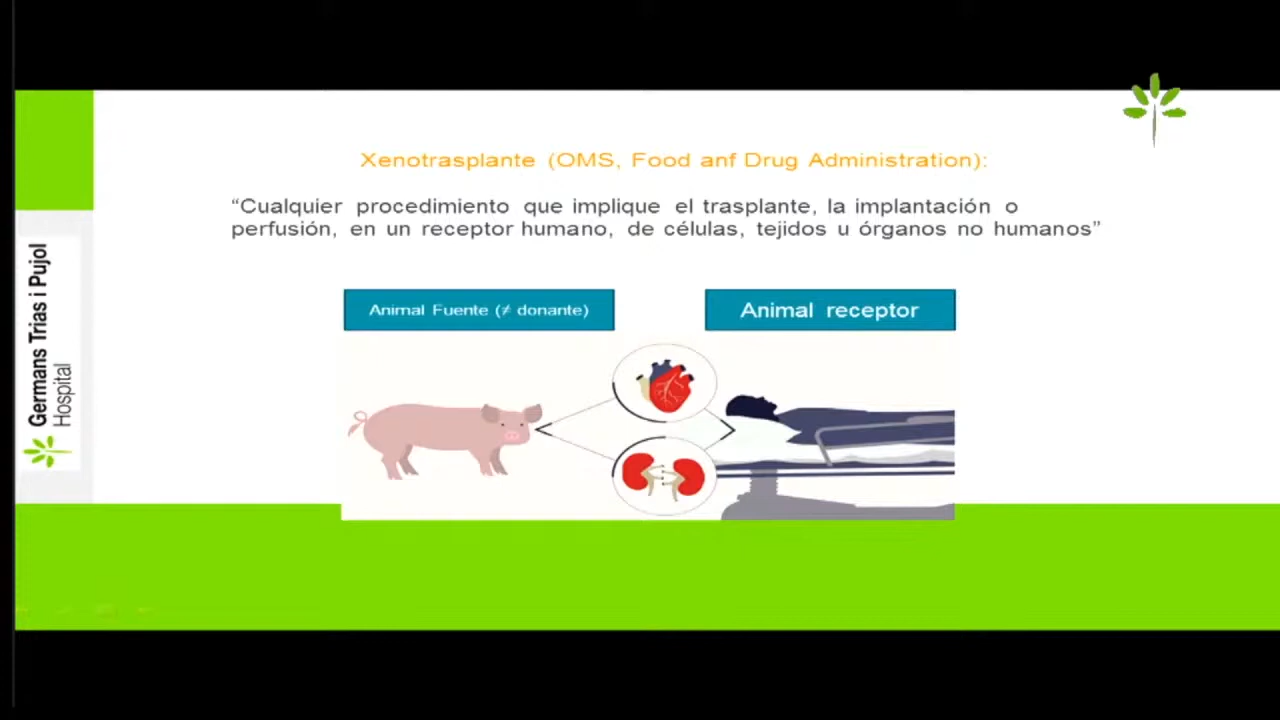 Xenotrasplante (OMS, Food anf Drug Administration):
“Cualquier procedimiento que implique el trasplante, la implantación o
perfusión, en un receptor humano, de células, tejidos u órganos no humanos”
Animal Fuente (≠ donante)
Animal receptor
Germans Trias i Pujol
Hospital